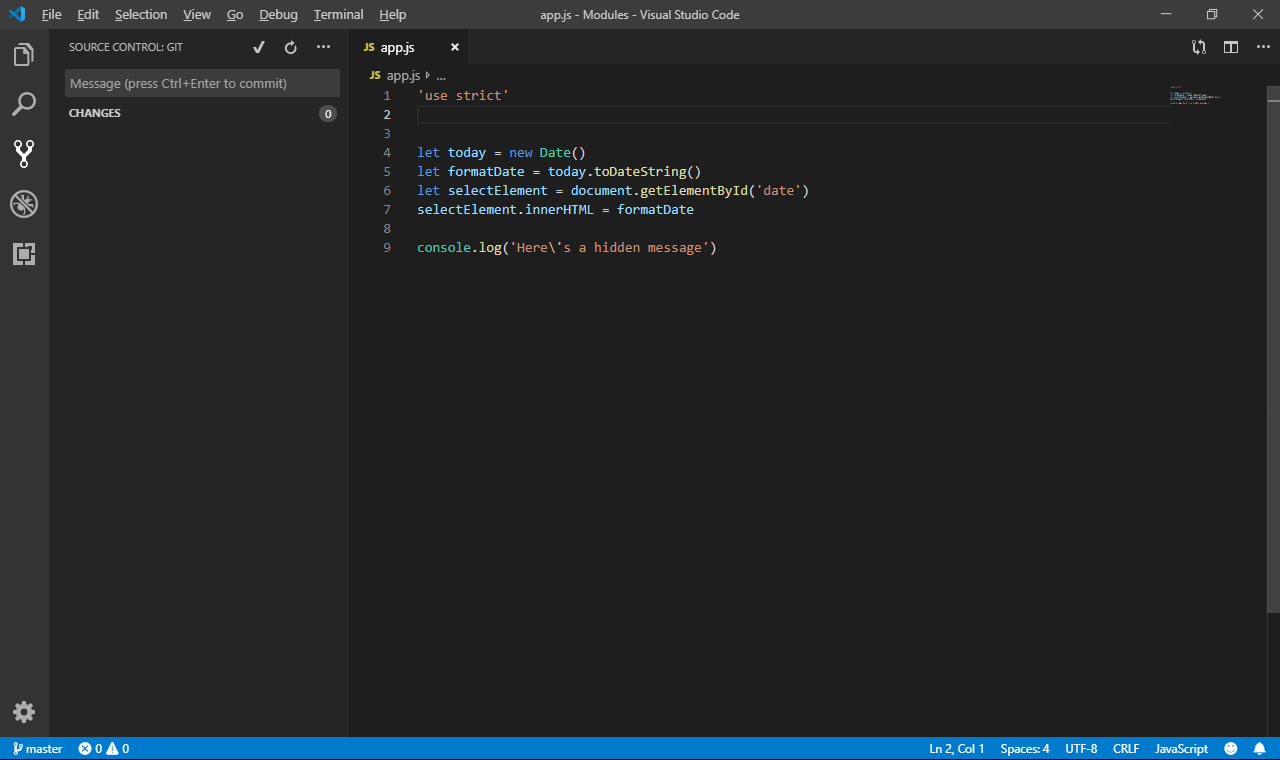 File Edit Selection View Go Debug Terminal Help app.js - Modules - Visual Studio Code
SOURCE CONTROL: GIT
Message (press Ctrl+Enter to commit)
CHANGES 0
JS app.js
JS app.js ...
1 'use strict'
2
3
4 let today = new Date()
5 let formatDate = today.toDateString()
6 let selectElement = document.getElementById('date')
7 selectElement.innerHTML = formatDate
8
9 console.log('Here\'s a hidden message')
master 0 0 Ln 2, Col 1 Spaces: 4 UTF-8 CRLF JavaScript